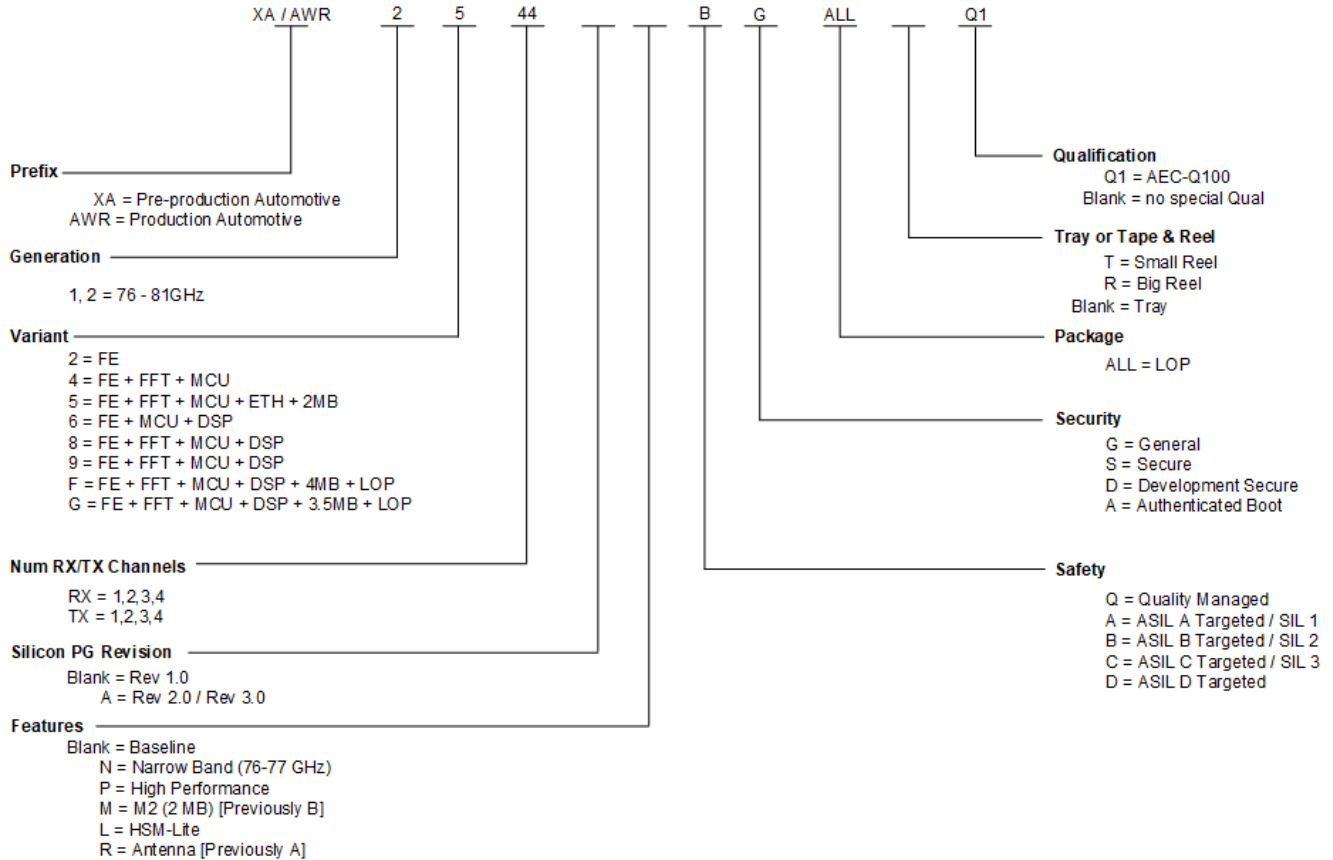 XA / AWR 2 5 44 B G ALL Q1
Prefix
XA = Pre-production Automotive
AWR = Production Automotive
Generation
1, 2 = 76 - 81GHz
Variant
2 = FE
4 = FE + FFT + MCU
5 = FE + FFT + MCU + ETH + 2MB
6 = FE + MCU + DSP
8 = FE + FFT + MCU + DSP
9 = FE + FFT + MCU + DSP
F = FE + FFT + MCU + DSP + 4MB + LOP
G = FE + FFT + MCU + DSP + 3.5MB + LOP
Num RX/TX Channels
RX = 1,2,3,4
TX = 1,2,3,4
Silicon PG Revision
Blank = Rev 1.0
A = Rev 2.0 / Rev 3.0
Features
Blank = Baseline
N = Narrow Band (76-77 GHz)
P = High Performance
M = M2 (2 MB) [Previously B]
L = HSM-Lite
R = Antenna [Previously A]
Qualification
Q1 = AEC-Q100
Blank = no special Qual
Tray or Tape & Reel
T = Small Reel
R = Big Reel
Blank = Tray
Package
ALL = LOP
Security
G = General
S = Secure
D = Development Secure
A = Authenticated Boot
Safety
Q = Quality Managed
A = ASIL A Targeted / SIL 1
B = ASIL B Targeted / SIL 2
C = ASIL C Targeted / SIL 3
D = ASIL D Targeted